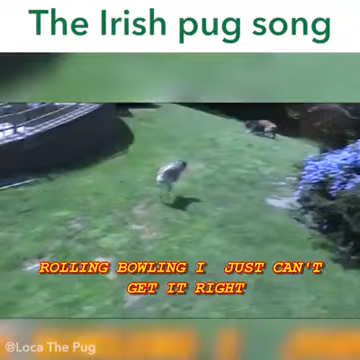 The Irish pug song
ROLLING BOWLING I JUST CAN'T
GET IT RIGHT
@Loca The Pug